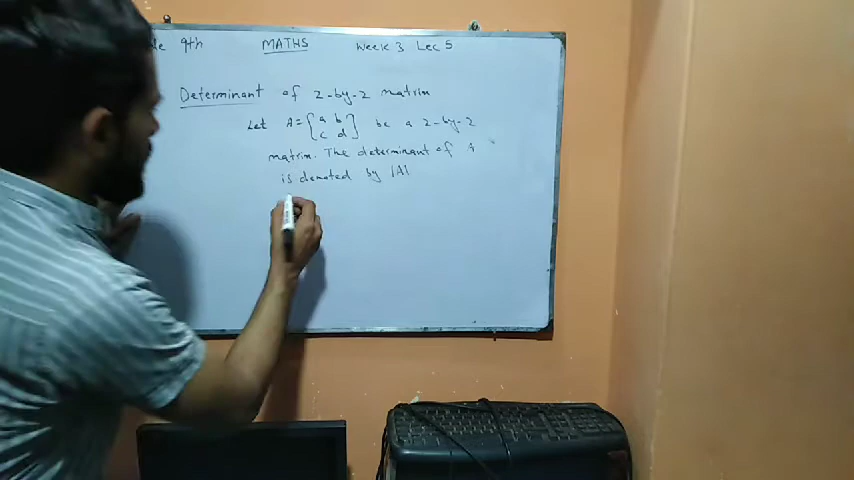 9th MATHS Week 3 Lec 5
Determinant of 2-by-2 matrix
Let A = [a b
c d] be a 2-by-2
matrix. The determinant of A
is denoted by |A|